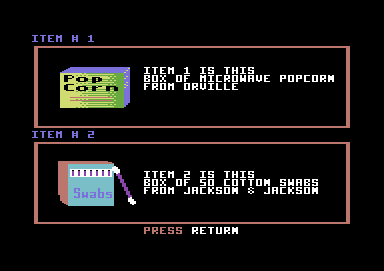 ITEM # 1
Pop
Corn
ITEM 1 IS THIS
BOX OF MICROWAVE POPCORN
FROM ORVILLE
ITEM # 2
Swabs
ITEM 2 IS THIS
BOX OF 50 COTTON SWABS
FROM JACKSON & JACKSON
PRESS RETURN